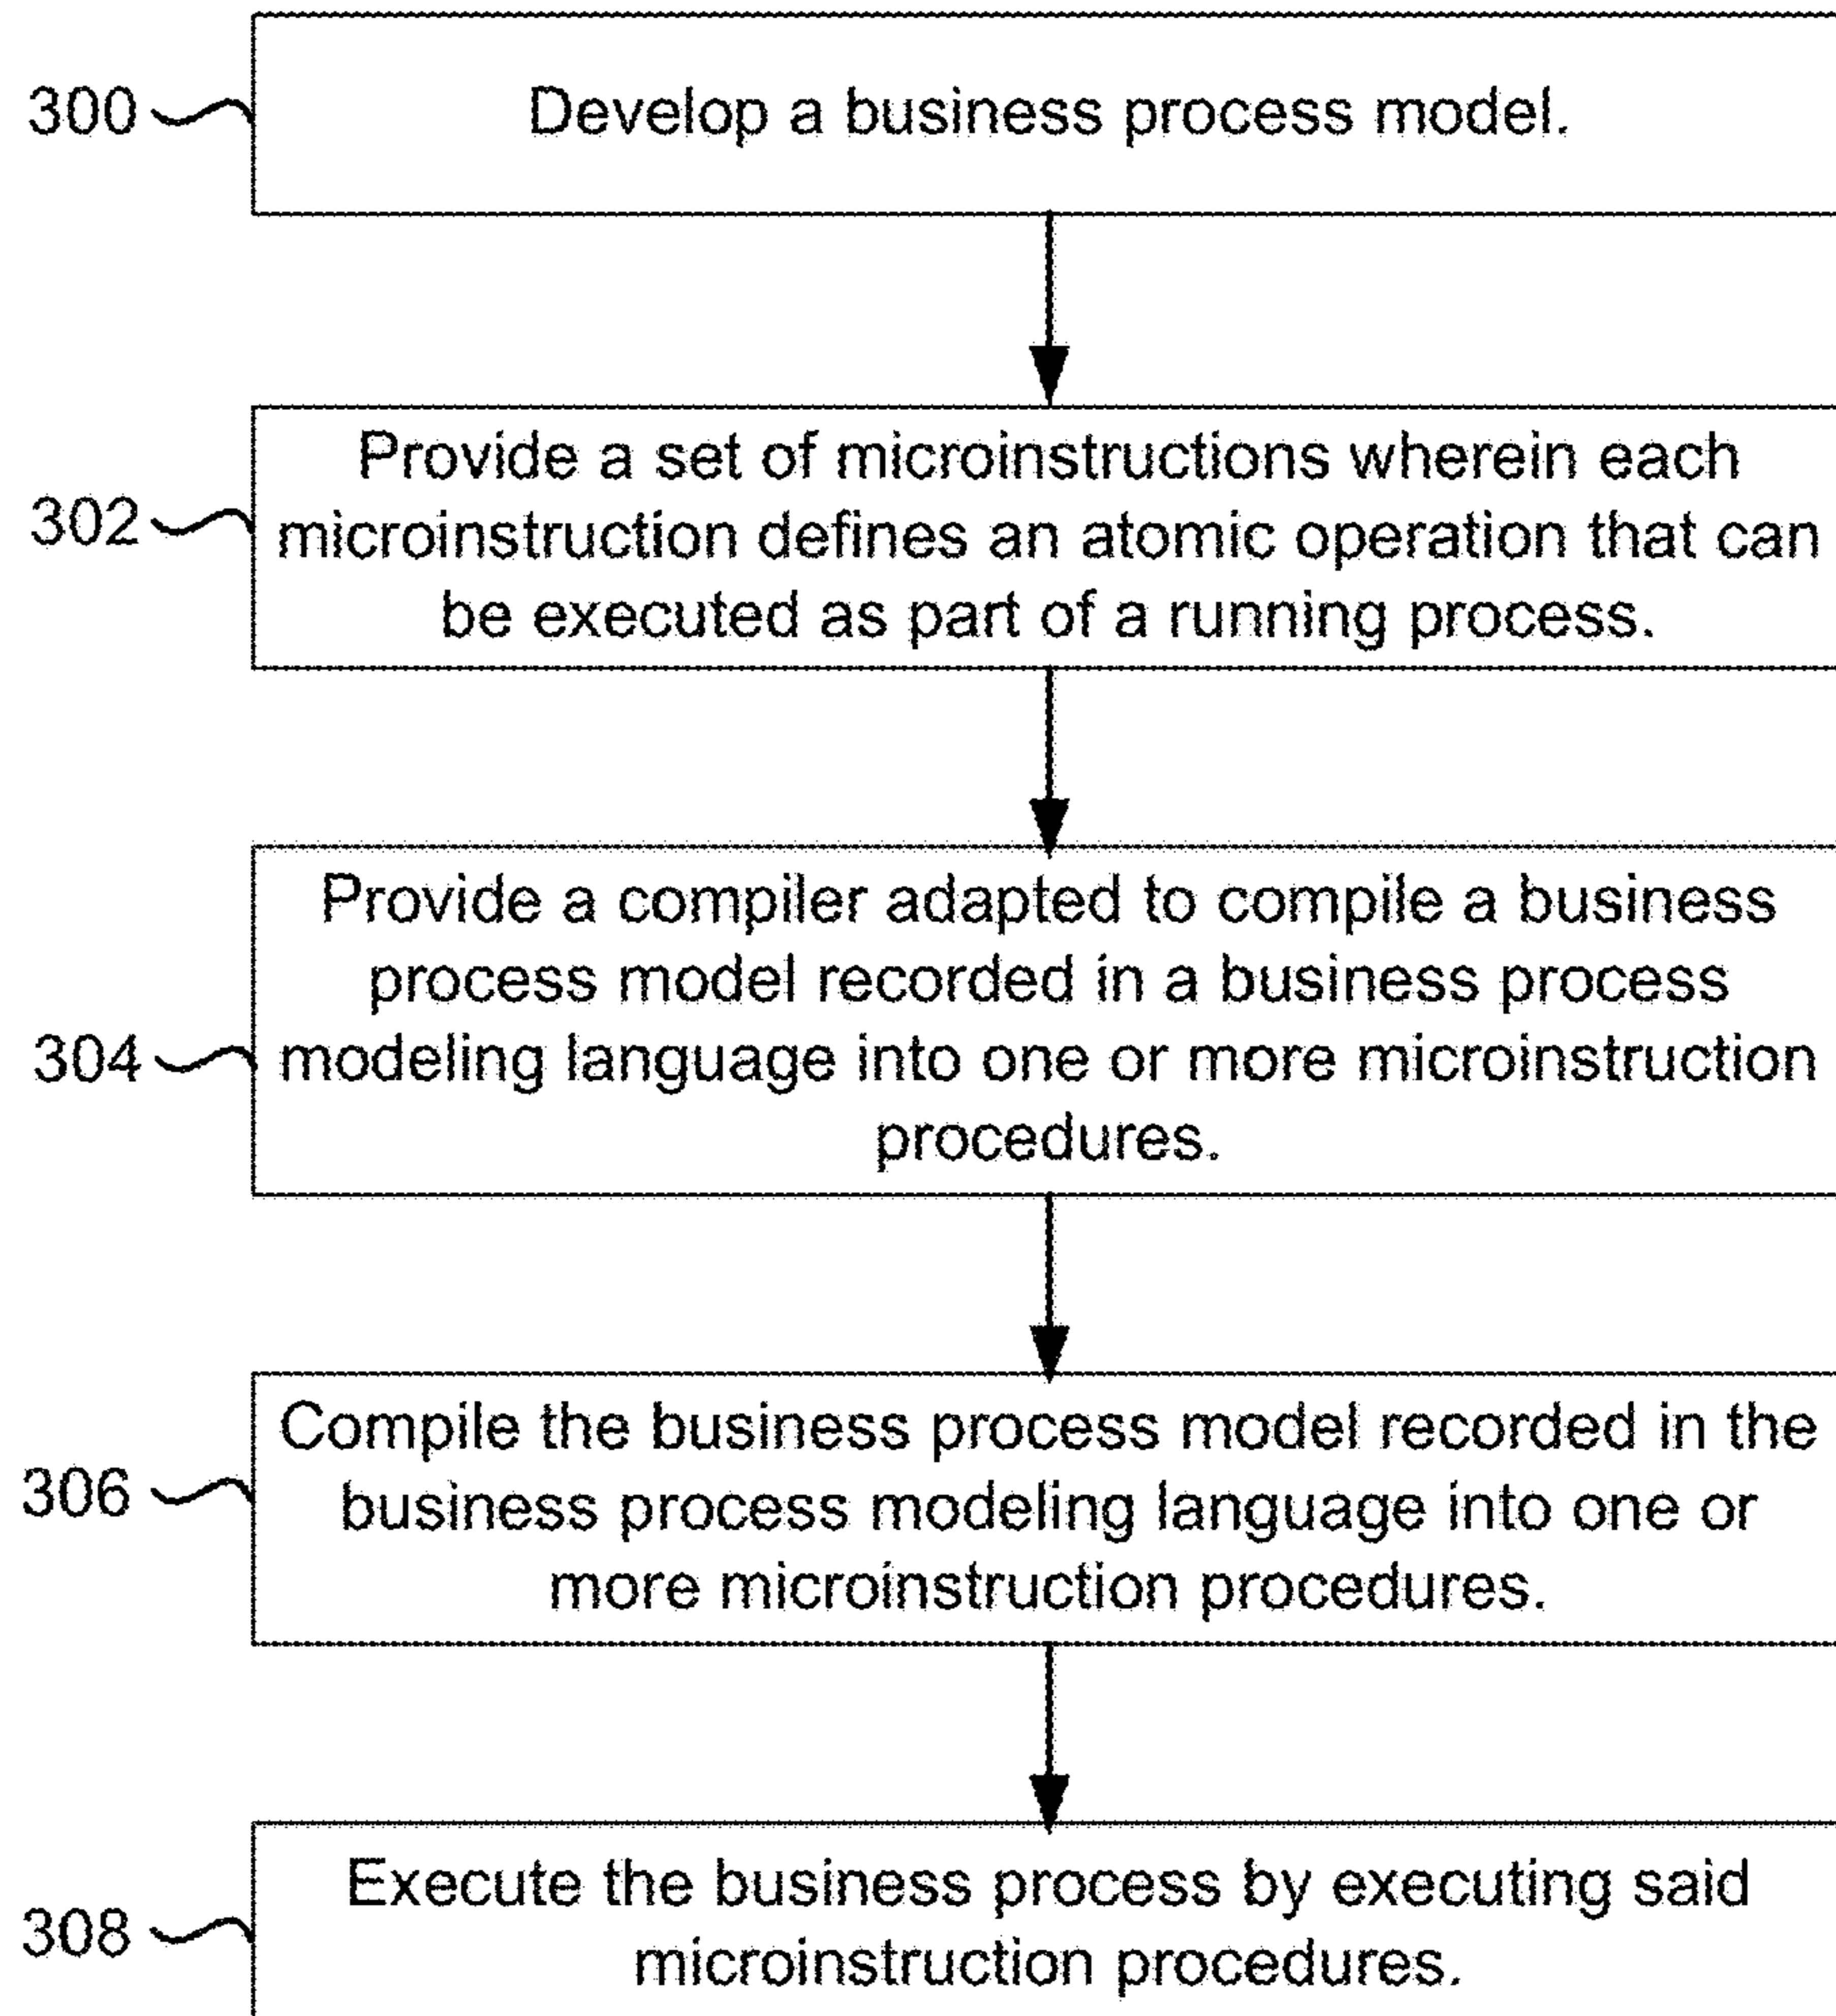 300
Develop a business process model.
Provide a set of microinstructions wherein each
302
microinstruction defines an atomic operation that can
be executed as part of a running process.
Provide a compiler adapted to compile a business
process model recorded in a business process
304
modeling language into one or more microinstruction
procedures.
Compile the business process model recorded in the
306
business process modeling language into one or
more microinstruction procedures.
Execute the business process by executing said
308
microinstruction procedures.